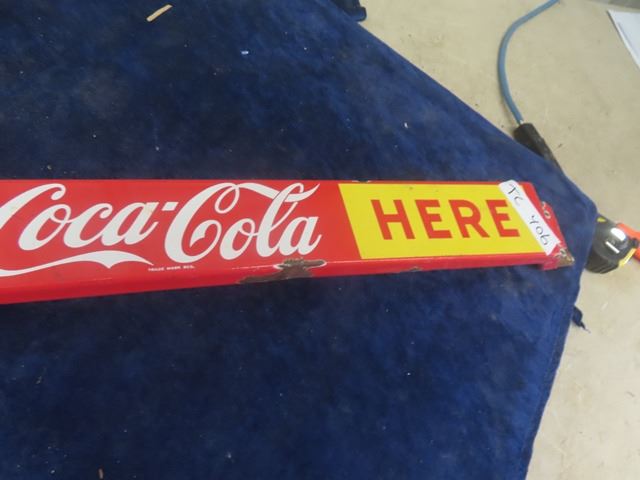 Coca-Cola HERE
TRADE MARK REG.
TC 406